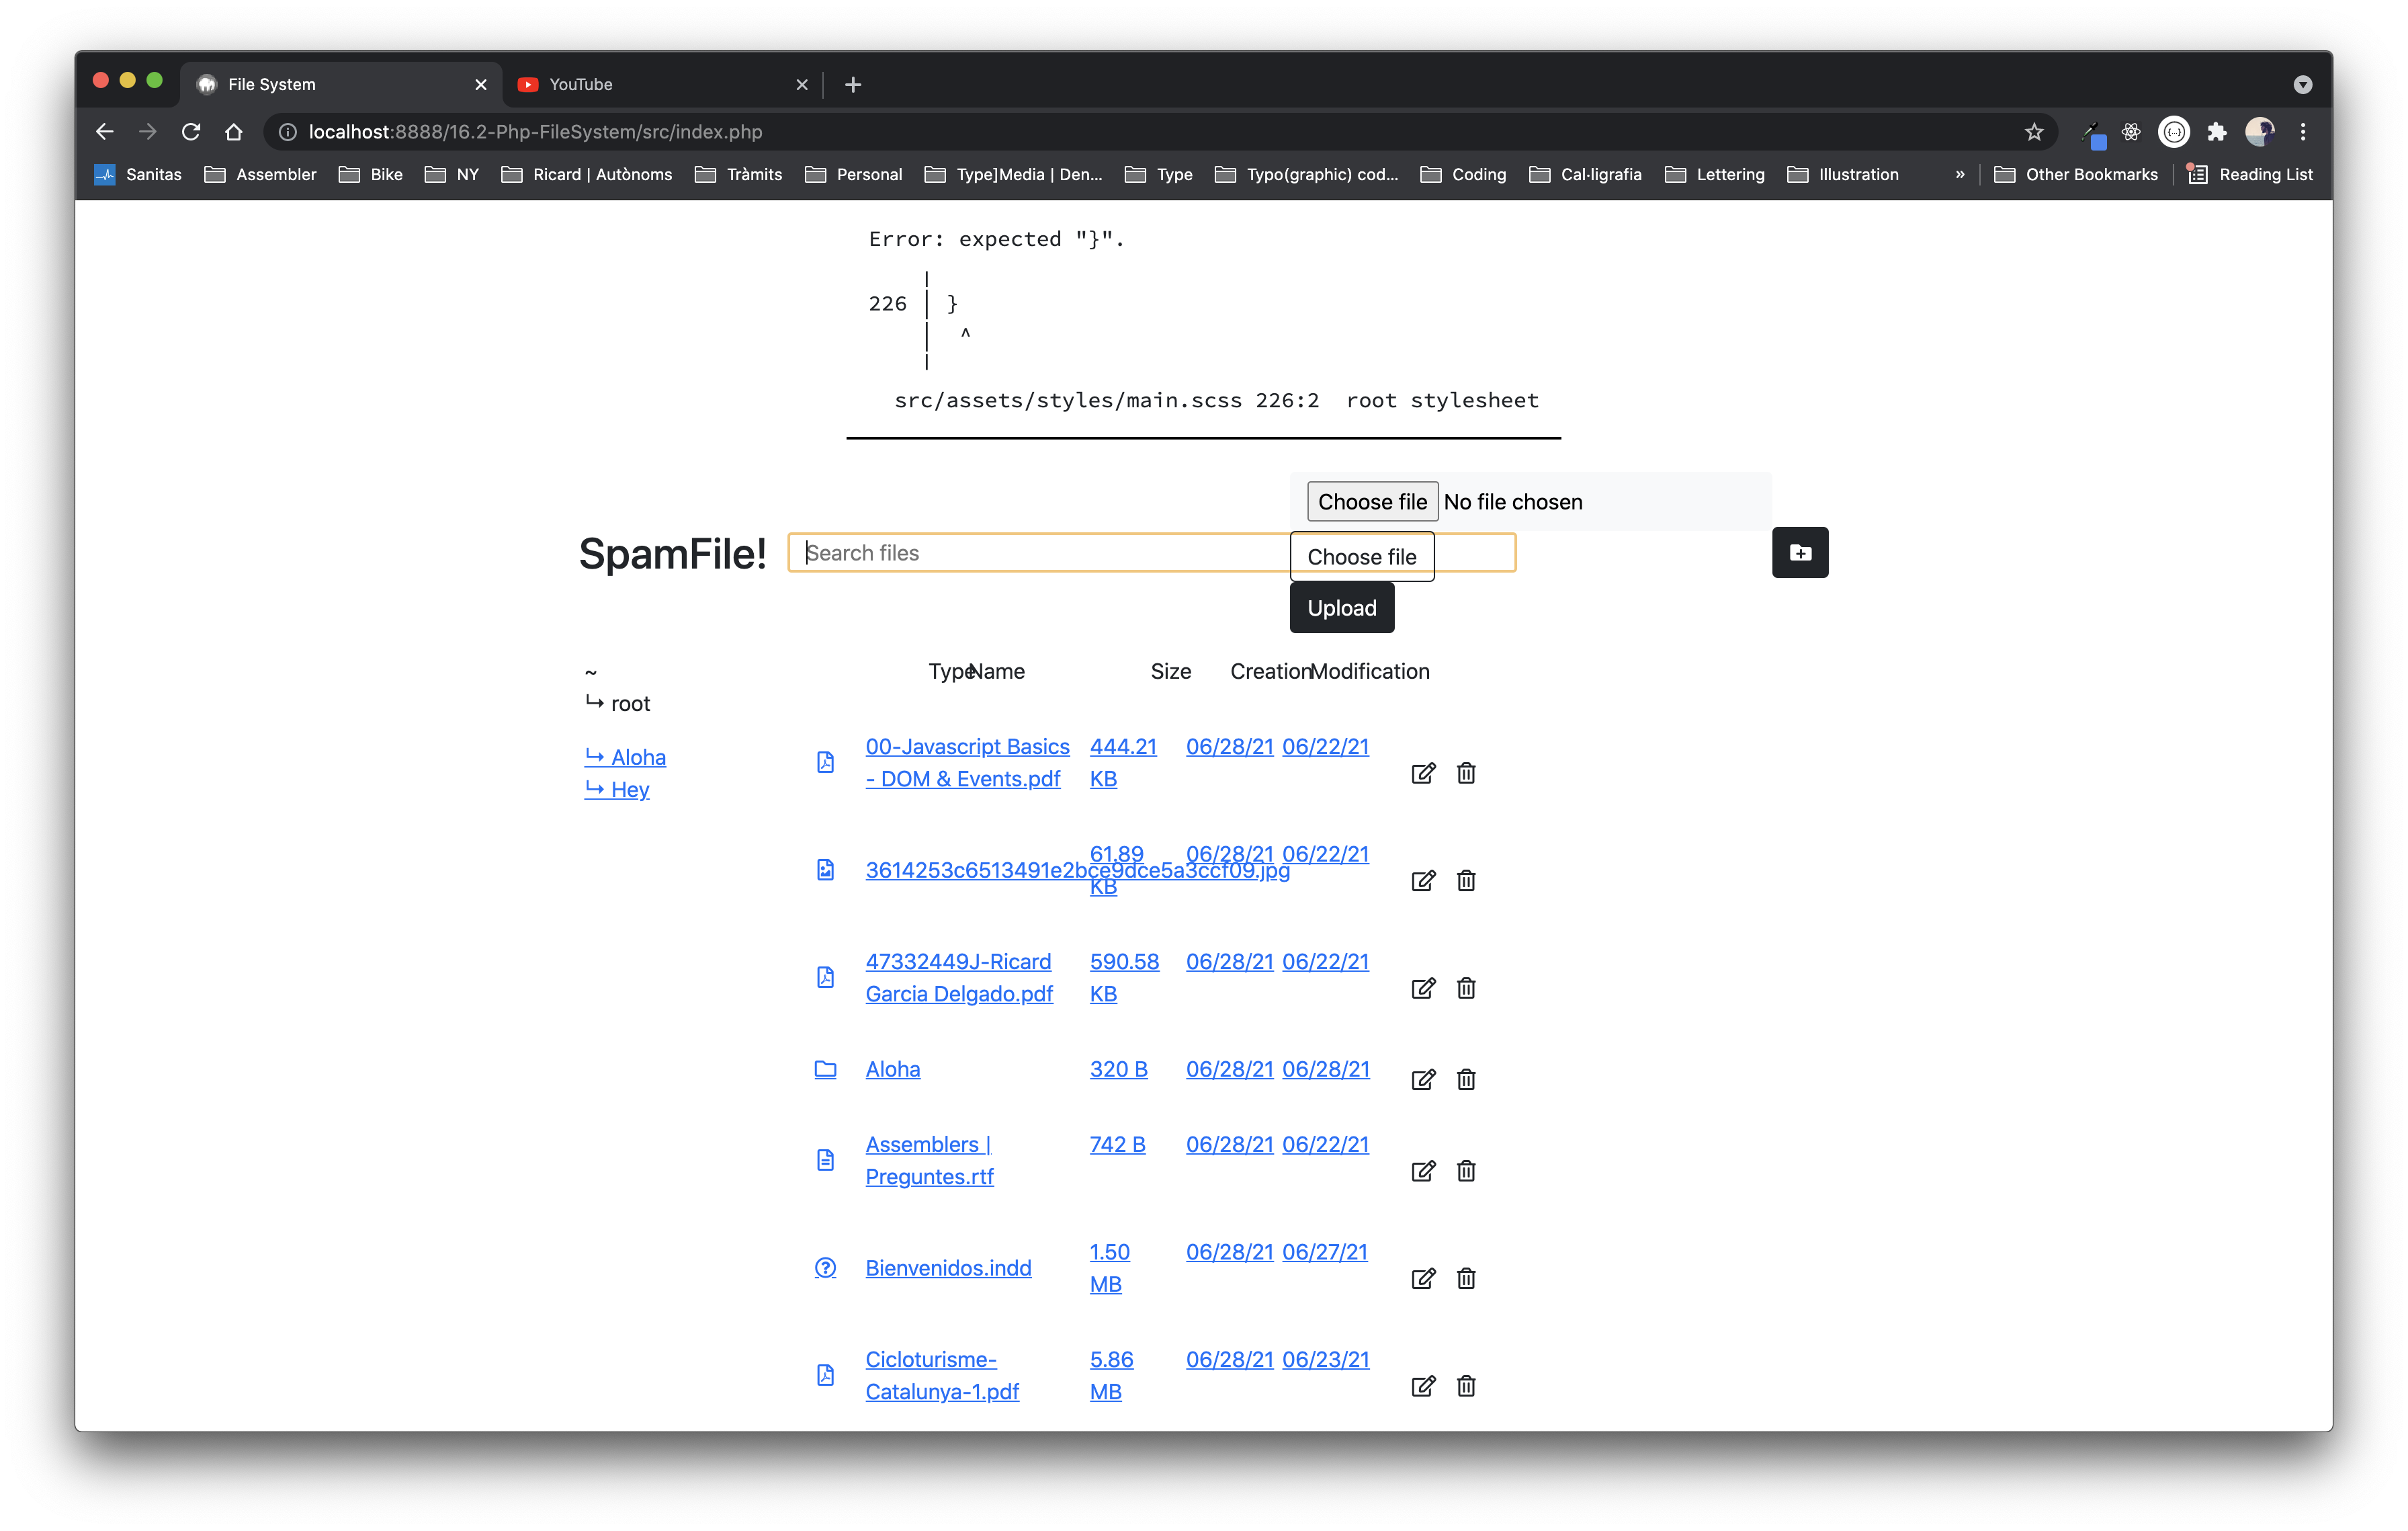 File System
YouTube
localhost:8888/16.2-Php-FileSystem/src/index.php
Sanitas Assembler Bike NY Ricard | Autònoms Tràmits Personal Type]Media | Den... Type Typo(graphic) cod... Coding Cal·ligrafia Lettering Illustration » Other Bookmarks Reading List
Error: expected "}".
226 | }
^
src/assets/styles/main.scss 226:2 root stylesheet
Choose file No file chosen
SpamFile! Search files Choose file
Upload
~
↳ root
↳ Aloha
↳ Hey
Type Name Size Creation Modification
00-Javascript Basics 444.21 06/28/21 06/22/21
- DOM & Events.pdf KB
61.89 06/28/21 06/22/21
3614253c6513491e2bce9dce5a3ccf09.jpg
KB
47332449J-Ricard 590.58 06/28/21 06/22/21
Garcia Delgado.pdf KB
Aloha 320 B 06/28/21 06/28/21
Assemblers | 742 B 06/28/21 06/22/21
Preguntes.rtf
1.50 06/28/21 06/27/21
Bienvenidos.indd
MB
Cicloturisme- 5.86 06/28/21 06/23/21
Catalunya-1.pdf MB